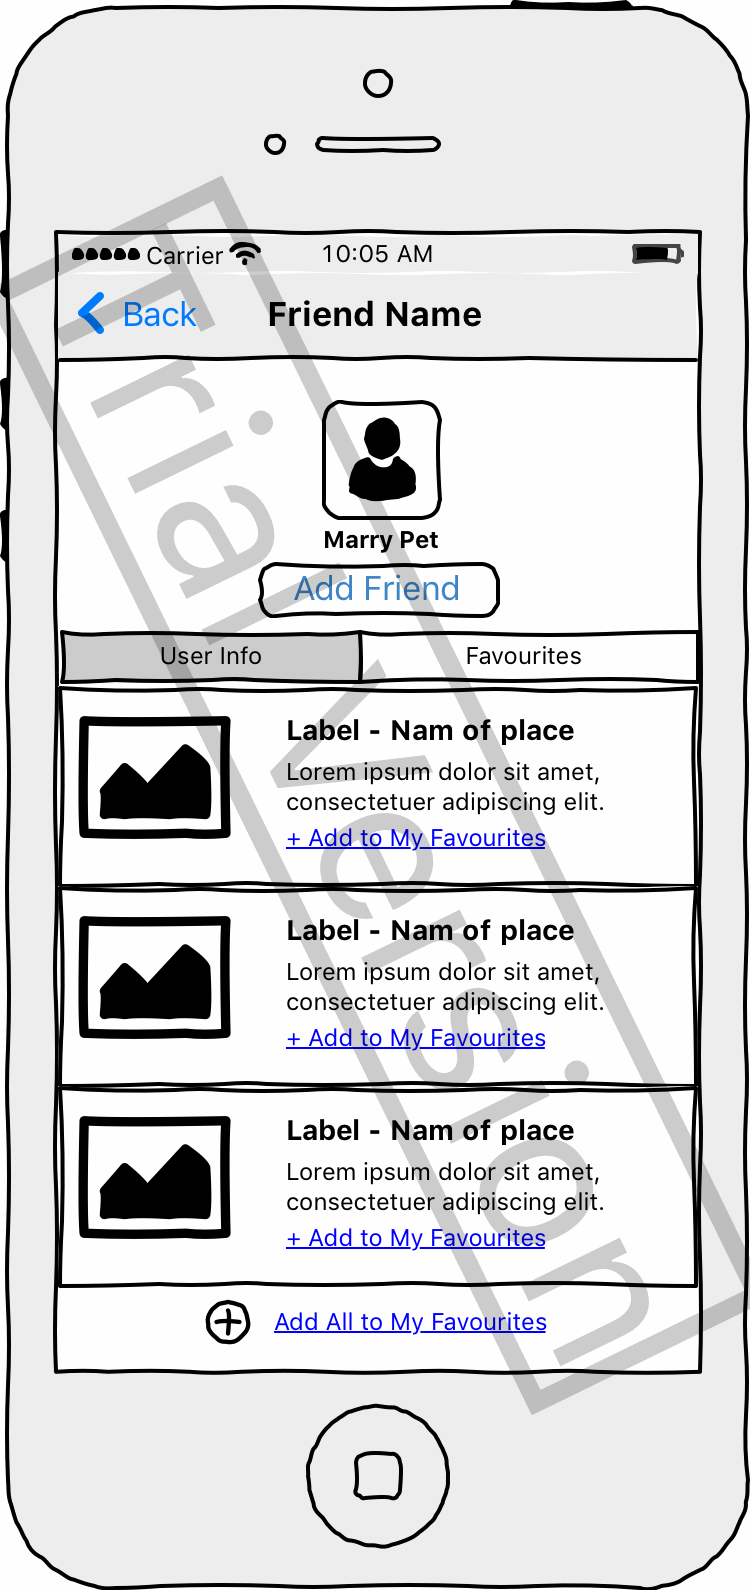 Carrier 10:05 AM
Back Friend Name
Marry Pet
Add Friend
User Info Favourites
Label - Nam of place
Lorem ipsum dolor sit amet,
consectetuer adipiscing elit.
+ Add to My Favourites
Label - Nam of place
Lorem ipsum dolor sit amet,
consectetuer adipiscing elit.
+ Add to My Favourites
Label - Nam of place
Lorem ipsum dolor sit amet,
consectetuer adipiscing elit.
+ Add to My Favourites
Add All to My Favourites
Trial Version